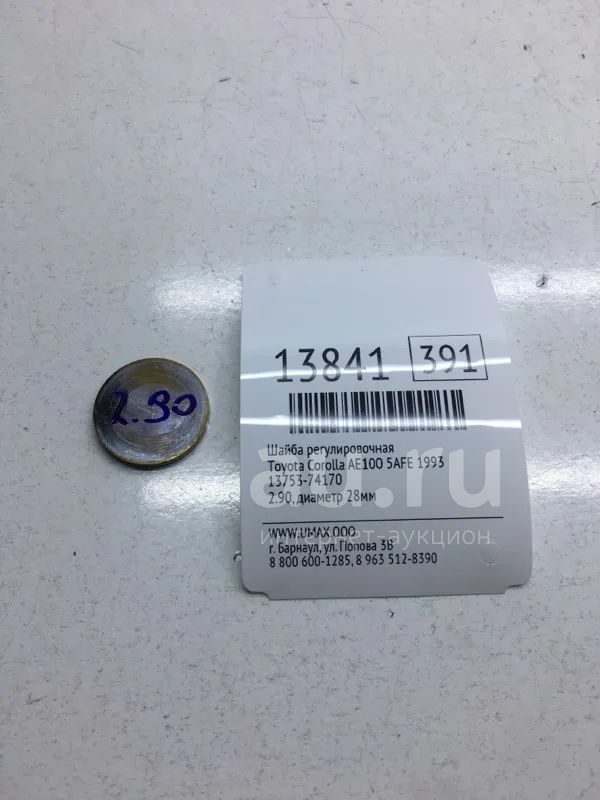 2.90
13841 391
Шайба регулировочная
Toyota Corolla AE100 5AFE 1993
13753-74170
2.90, диаметр 28мм
au.ru
интернет-аукцион
WWW.UMAX.OOO
г. Барнаул, ул. Попова 3В
8 800 600-1285, 8 963 512-8390